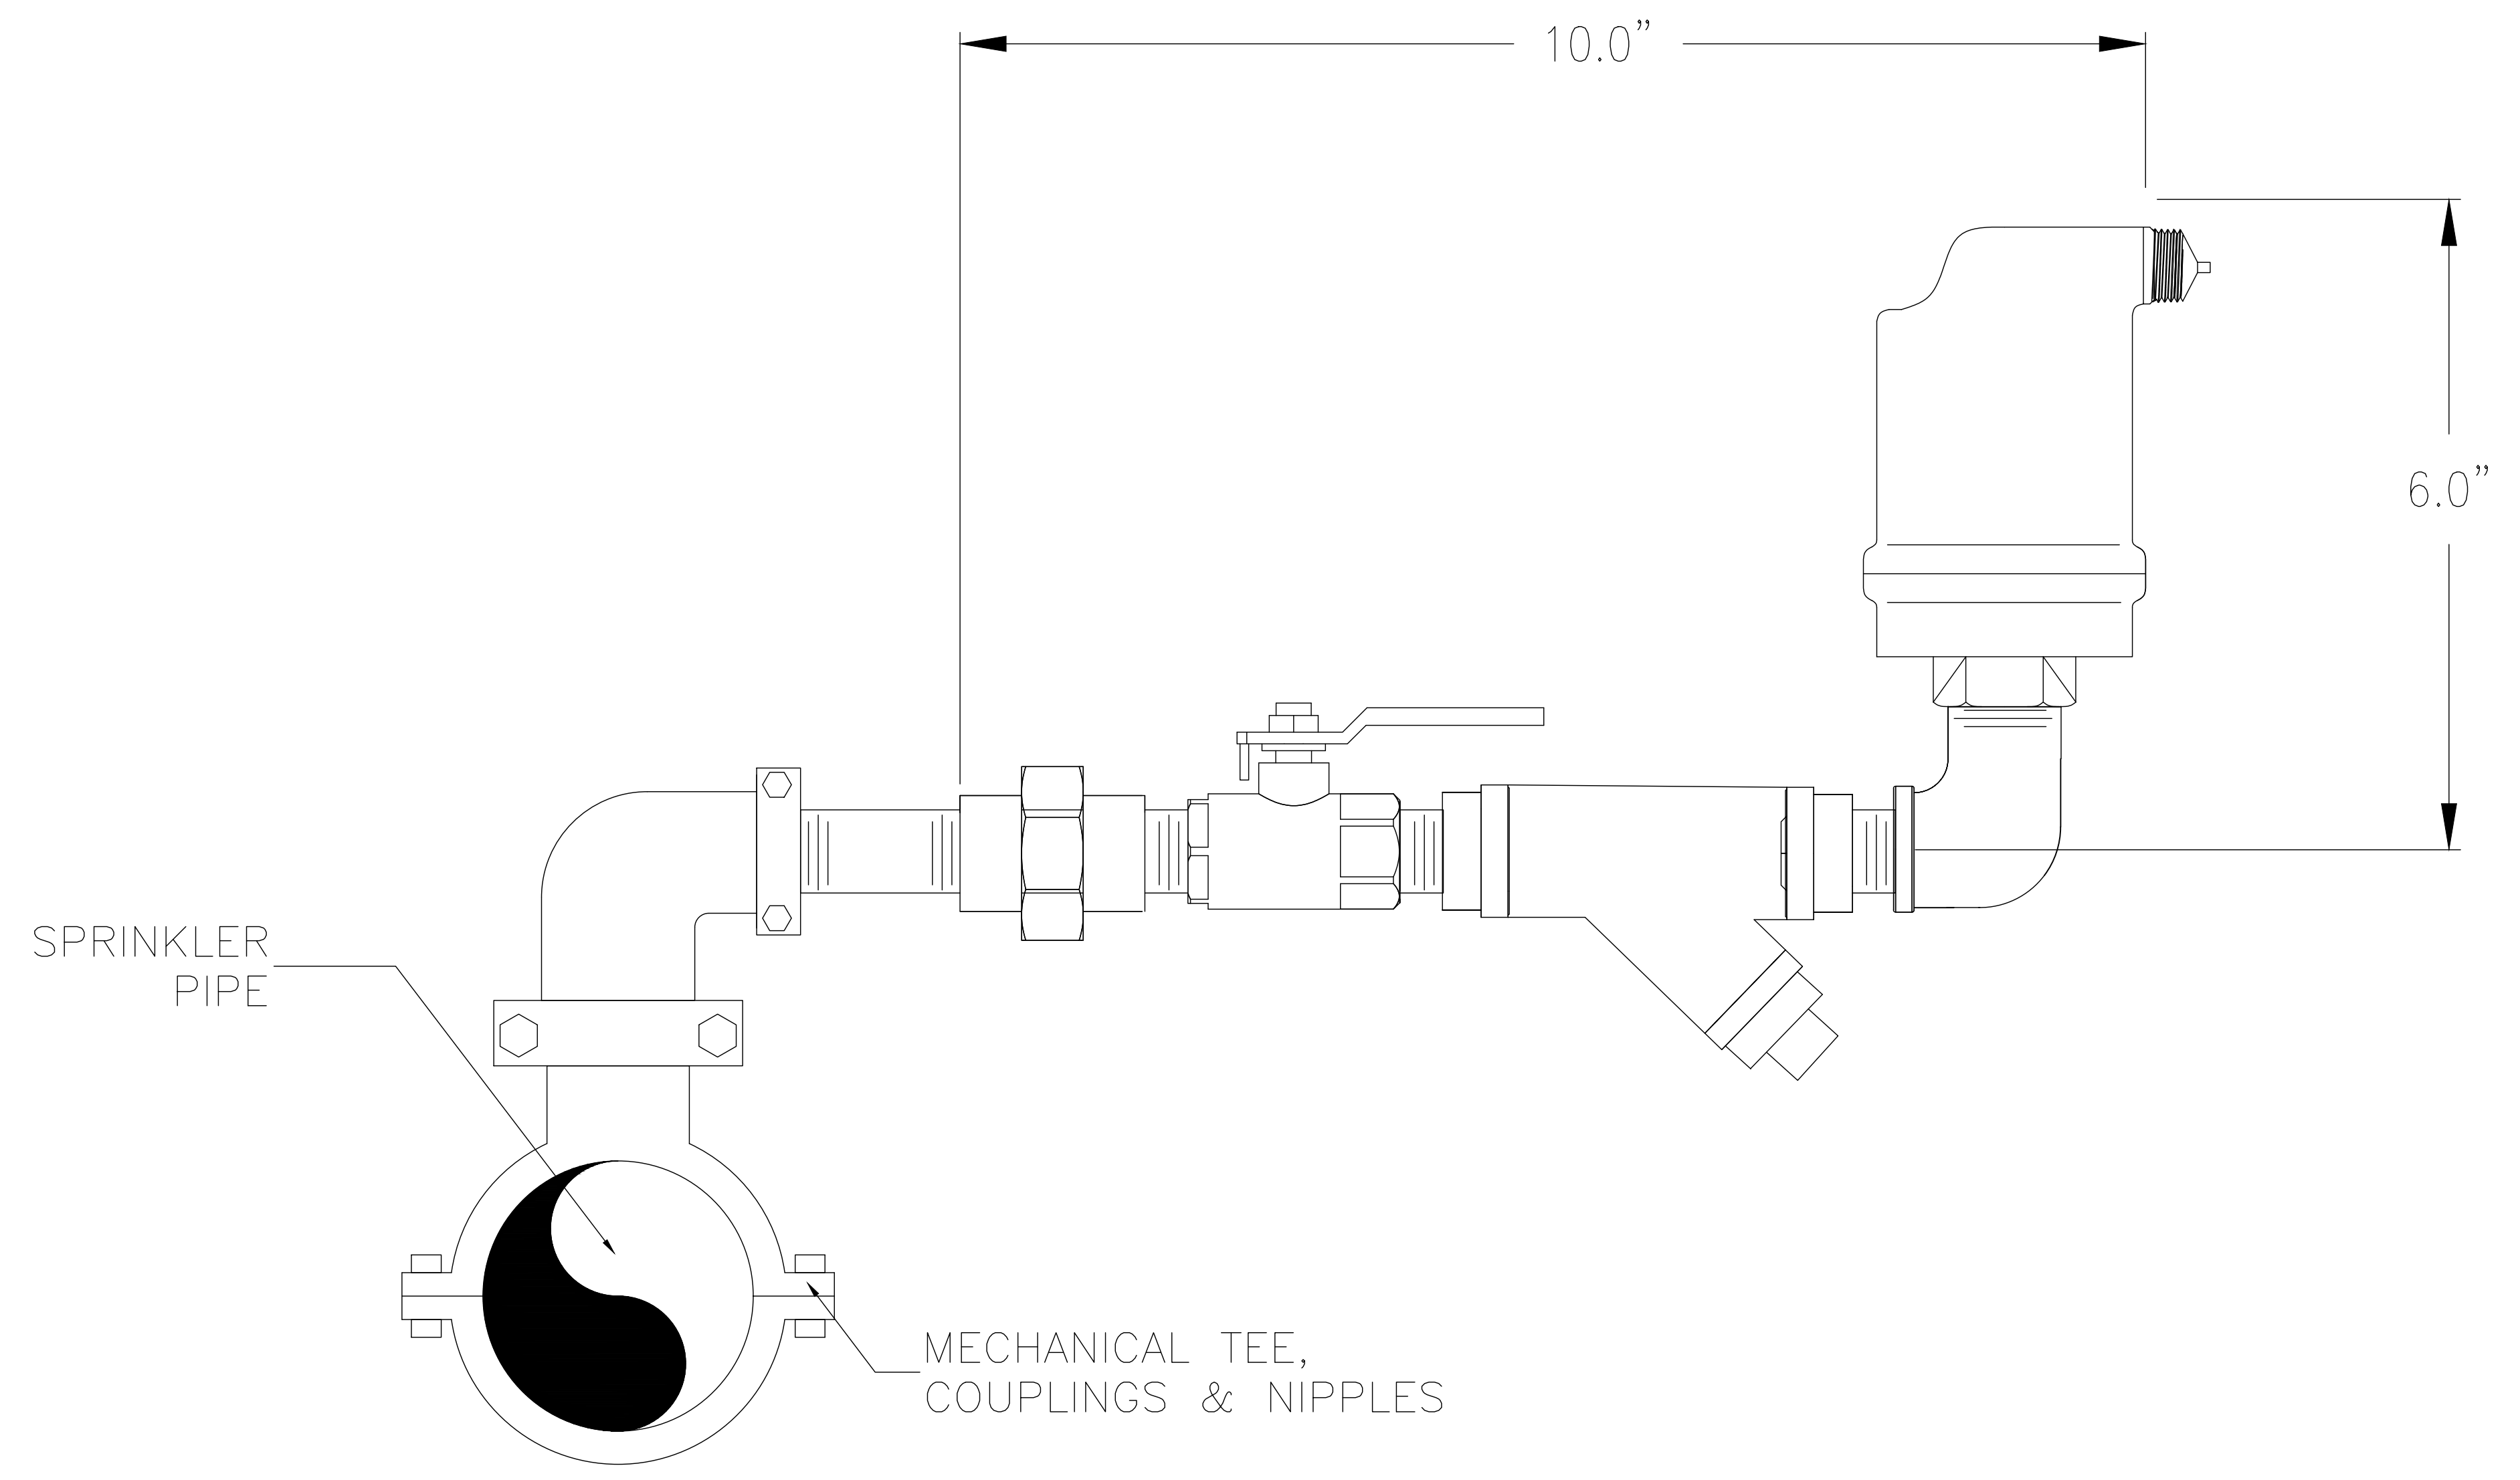 10.0”
6.0”
SPRINKLER
PIPE
MECHANICAL TEE,
COUPLINGS & NIPPLES